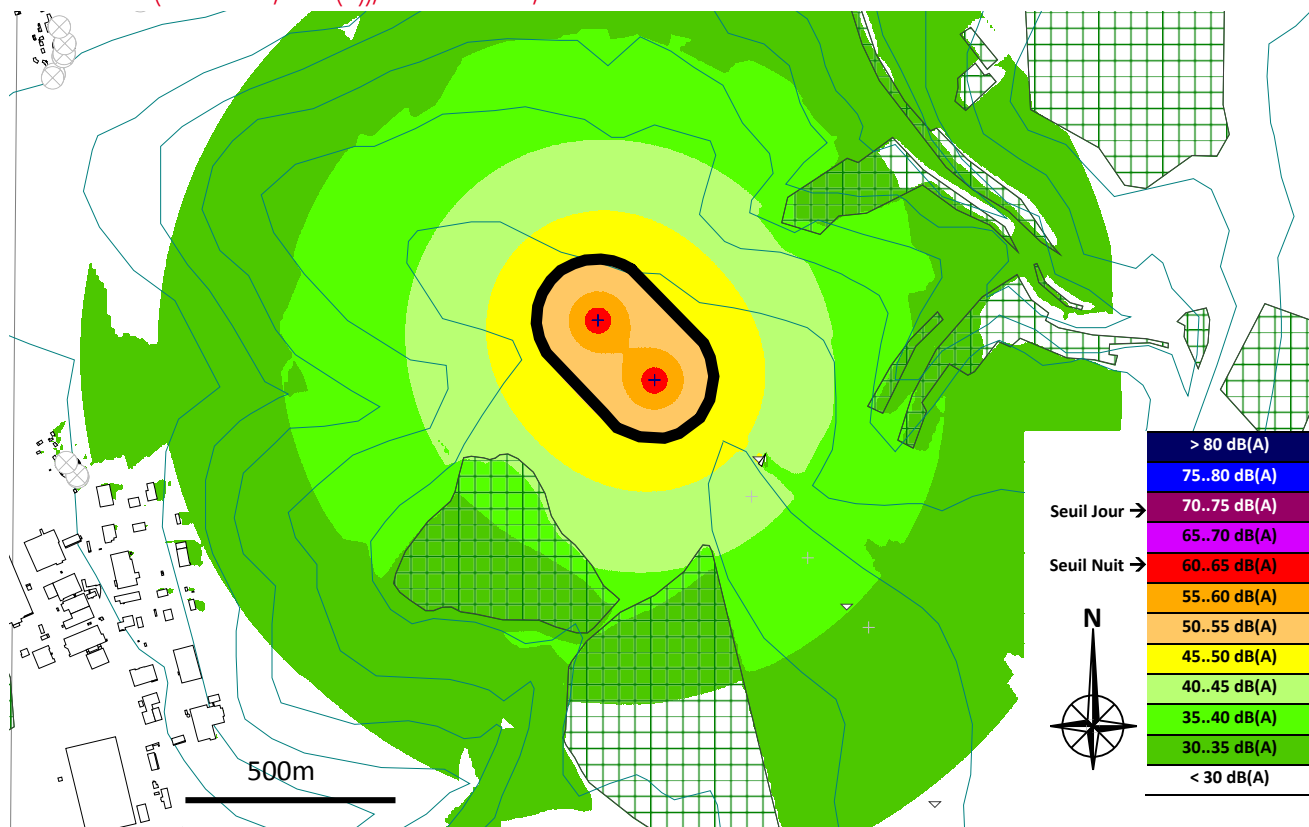 > 80 dB(A)
75..80 dB(A)
Seuil Jour → 70..75 dB(A)
65..70 dB(A)
Seuil Nuit → 60..65 dB(A)
55..60 dB(A)
50..55 dB(A)
45..50 dB(A)
40..45 dB(A)
35..40 dB(A)
30..35 dB(A)
< 30 dB(A)
N
500m